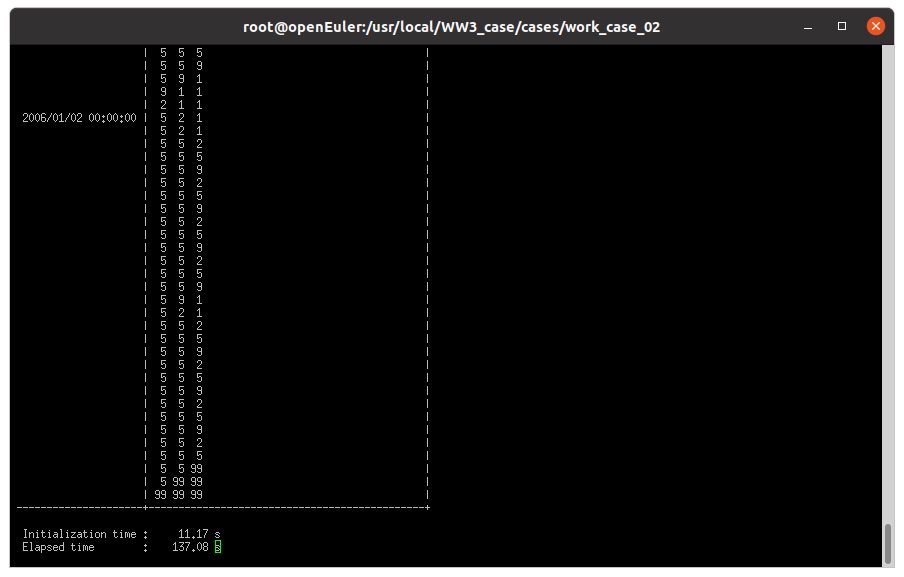 root@openEuler:/usr/local/WW3_case/cases/work_case_02
| 5 5 5 |
| 5 5 9 |
| 5 9 1 |
| 9 1 1 |
| 2 1 1 |
2006/01/02 00:00:00 | 5 2 1 |
| 5 2 1 |
| 5 5 2 |
| 5 5 5 |
| 5 5 9 |
| 5 5 2 |
| 5 5 5 |
| 5 5 9 |
| 5 5 2 |
| 5 5 5 |
| 5 5 9 |
| 5 5 2 |
| 5 5 5 |
| 5 5 9 |
| 5 9 1 |
| 5 2 1 |
| 5 5 2 |
| 5 5 5 |
| 5 5 9 |
| 5 5 2 |
| 5 5 5 |
| 5 5 9 |
| 5 5 2 |
| 5 5 5 |
| 5 5 9 |
| 5 5 2 |
| 5 5 5 |
| 5 5 99 |
| 5 99 99 |
| 99 99 99 |
---------------------+----------------------------------------------+
Initialization time : 11.17 s
Elapsed time : 137.08 s